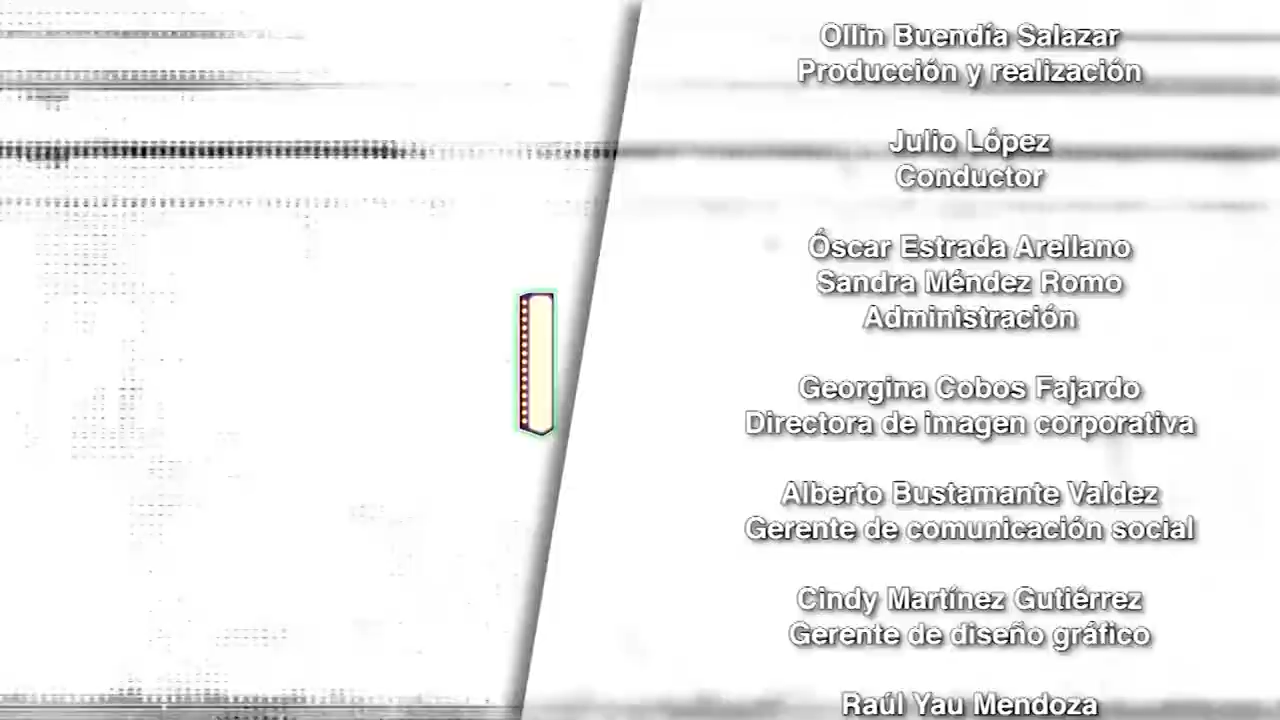 Ollin Buendía Salazar
Producción y realización
Julio López
Conductor
Óscar Estrada Arellano
Sandra Méndez Romo
Administración
Georgina Cobos Fajardo
Directora de imagen corporativa
Alberto Bustamante Valdez
Gerente de comunicación social
Cindy Martínez Gutiérrez
Gerente de diseño gráfico
Raúl Yau Mendoza